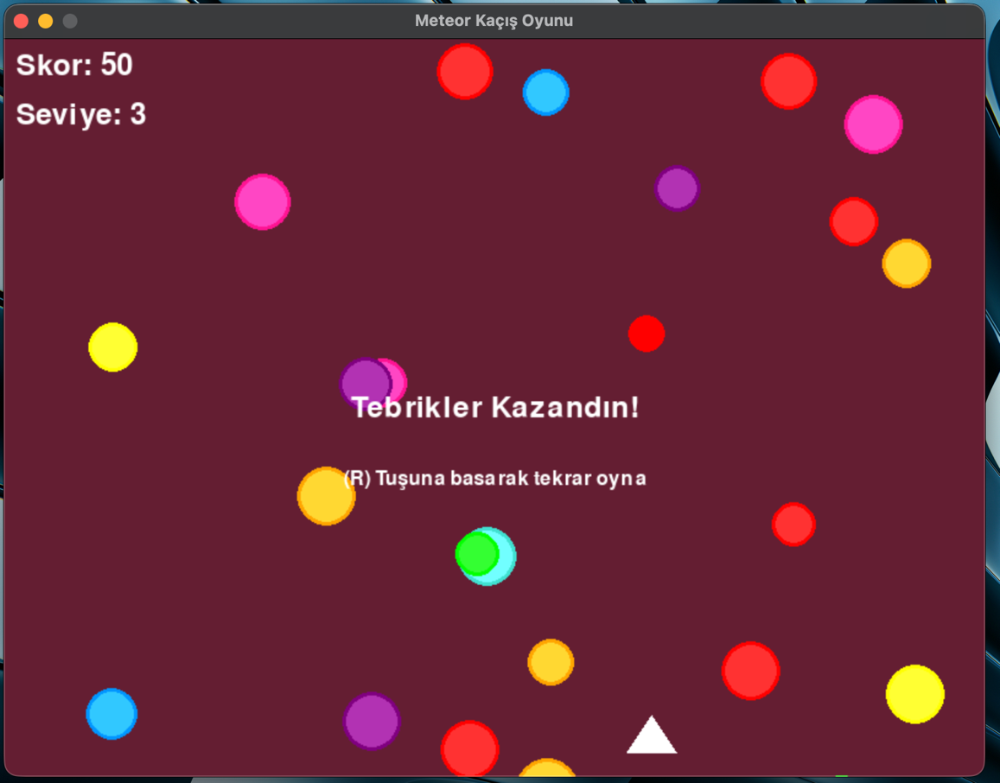 Meteor Kaçış Oyunu
Skor: 50
Seviye: 3
Tebrikler Kazandın!
(R) Tuşuna basarak tekrar oyna